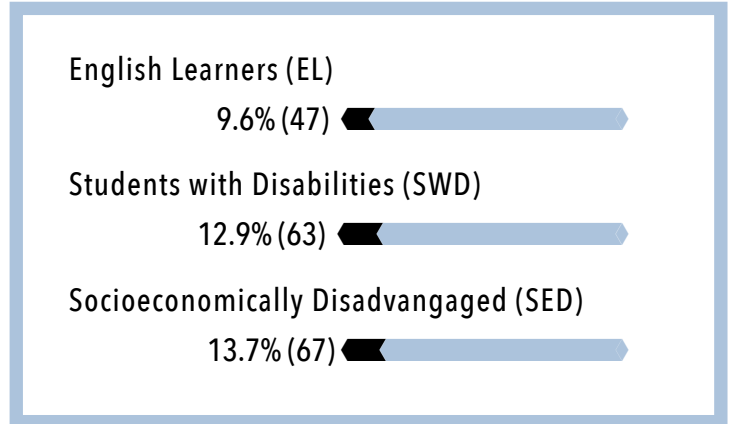 English Learners (EL)
9.6% (47)
Students with Disabilities (SWD)
12.9% (63)
Socioeconomically Disadvangaged (SED)
13.7% (67)